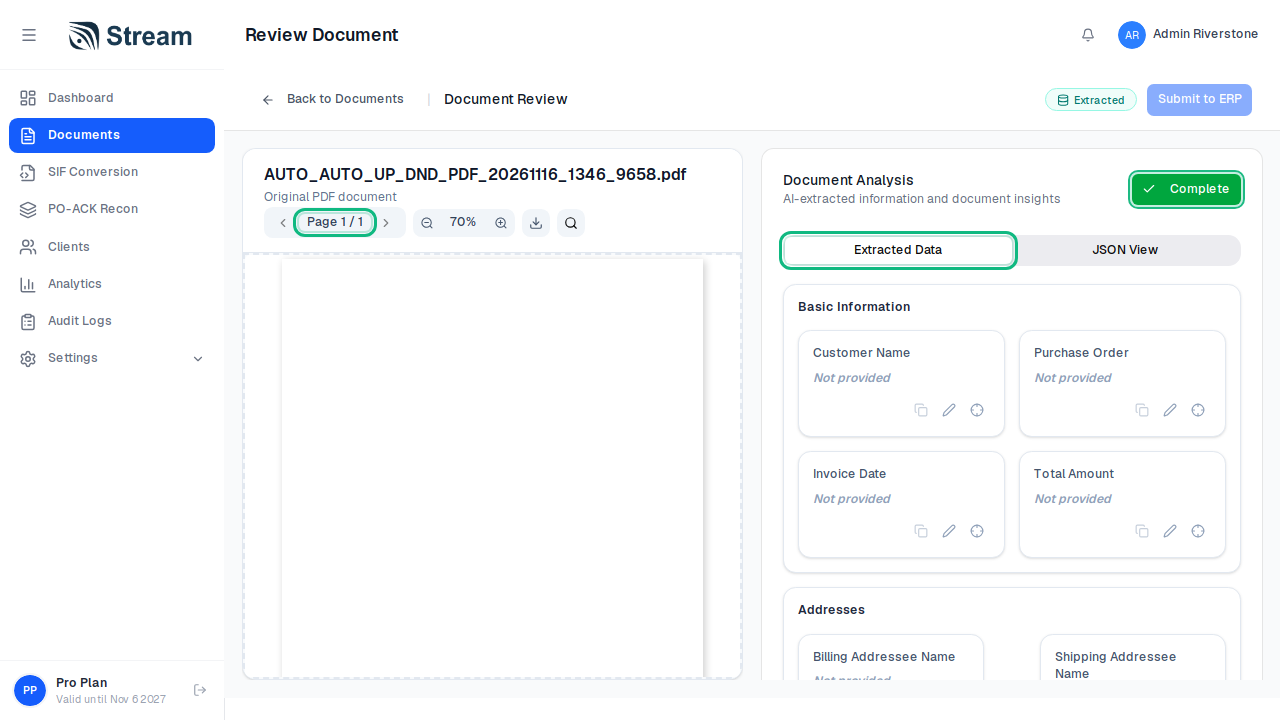 Stream
Review Document
AR
Admin Riverstone
Dashboard
Documents
SIF Conversion
PO-ACK Recon
Clients
Analytics
Audit Logs
Settings
PP
Pro Plan
Valid until Nov 6 2027
Back to Documents
Document Review
Extracted
Submit to ERP
AUTO_AUTO_UP_DND_PDF_20261116_1346_9658.pdf
Original PDF document
Page 1 / 1
70%
Document Analysis
AI-extracted information and document insights
Complete
Extracted Data
JSON View
Basic Information
Customer Name
Not provided
Purchase Order
Not provided
Invoice Date
Not provided
Total Amount
Not provided
Addresses
Billing Addressee Name
Not provided
Shipping Addressee
Name